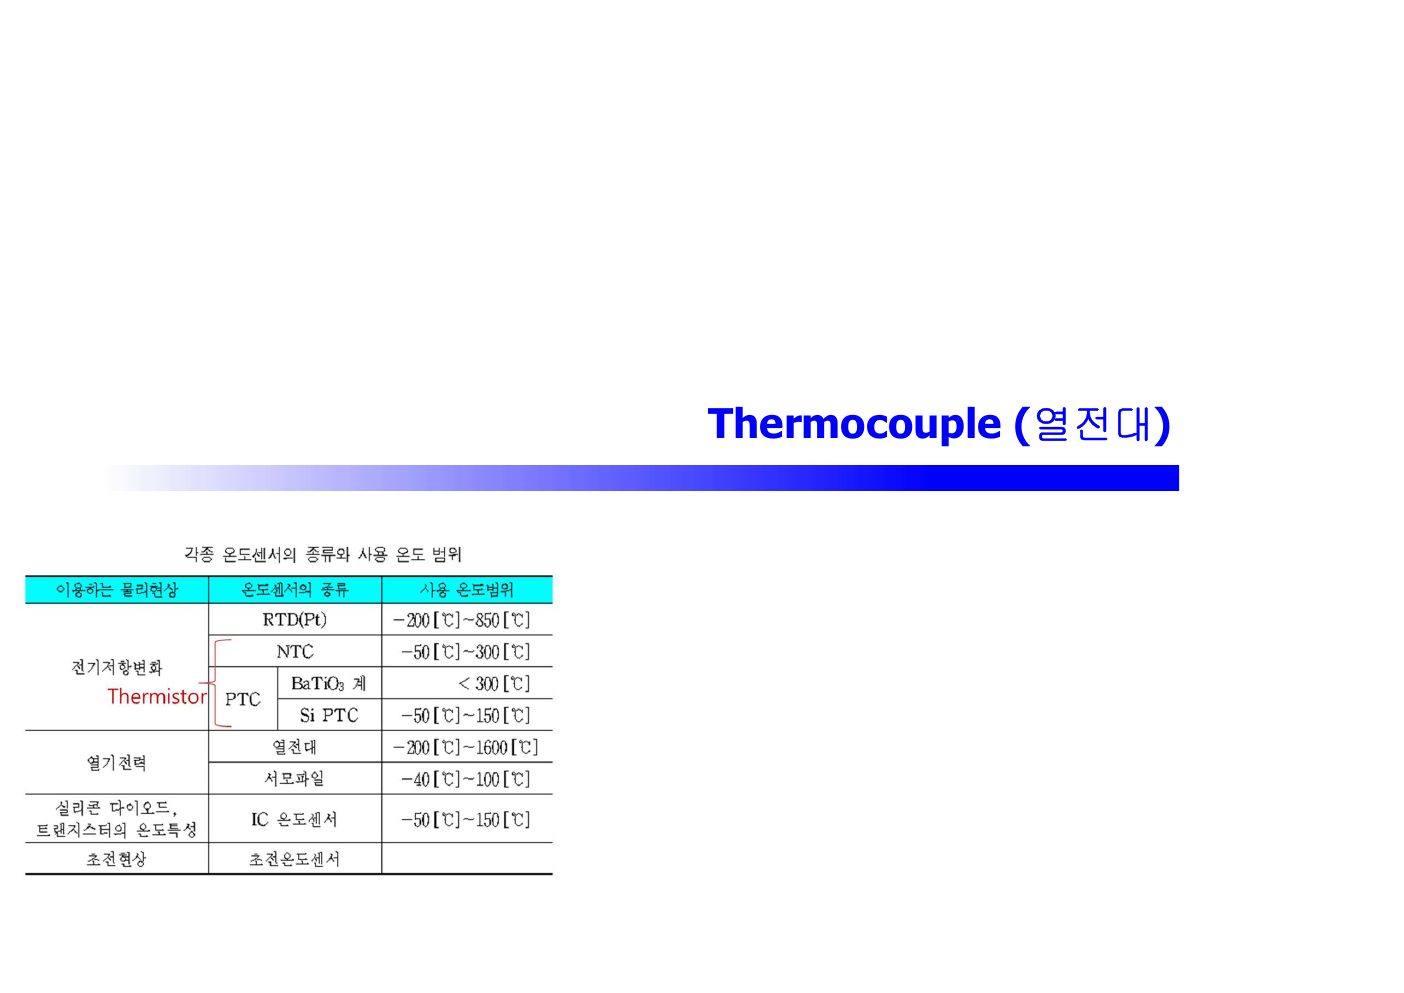 Thermocouple (열전대)
각종 온도센서의 종류와 사용 온도 범위
이용하는 물리현상 온도센서의 종류 사용 온도범위
RTD(Pt) −200[℃]~850[℃]
NTC −50[℃]~300[℃]
전기저항변화
Thermistor
PTC
BaTiO₃ 계 < 300[℃]
Si PTC −50[℃]~150[℃]
열기전력
열전대 −200[℃]~1600[℃]
서모파일 −40[℃]~100[℃]
실리콘 다이오드,
트랜지스터의 온도특성
IC 온도센서 −50[℃]~150[℃]
초전현상 초전온도센서